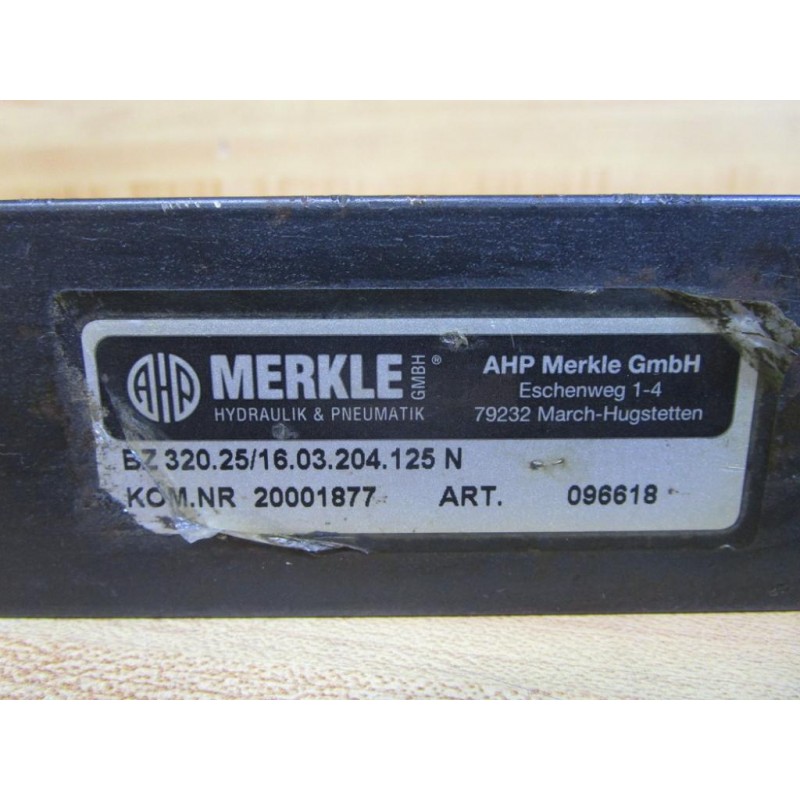 AHP MERKLE GMBH ®
HYDRAULIK & PNEUMATIK
AHP Merkle GmbH
Eschenweg 1-4
79232 March-Hugstetten
BZ 320.25/16.03.204.125 N
KOM.NR 20001877 ART. 096618